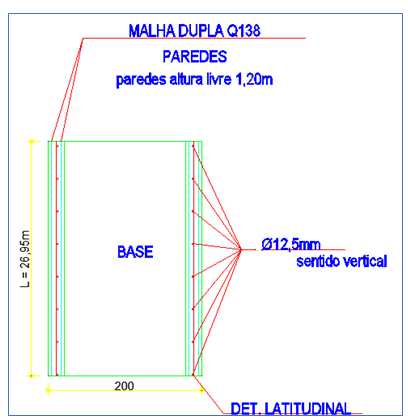 MALHA DUPLA Q138
PAREDES
paredes altura livre 1,20m
L = 26,95m
BASE
Ø12,5mm
sentido vertical
200
DET. LATITUDINAL